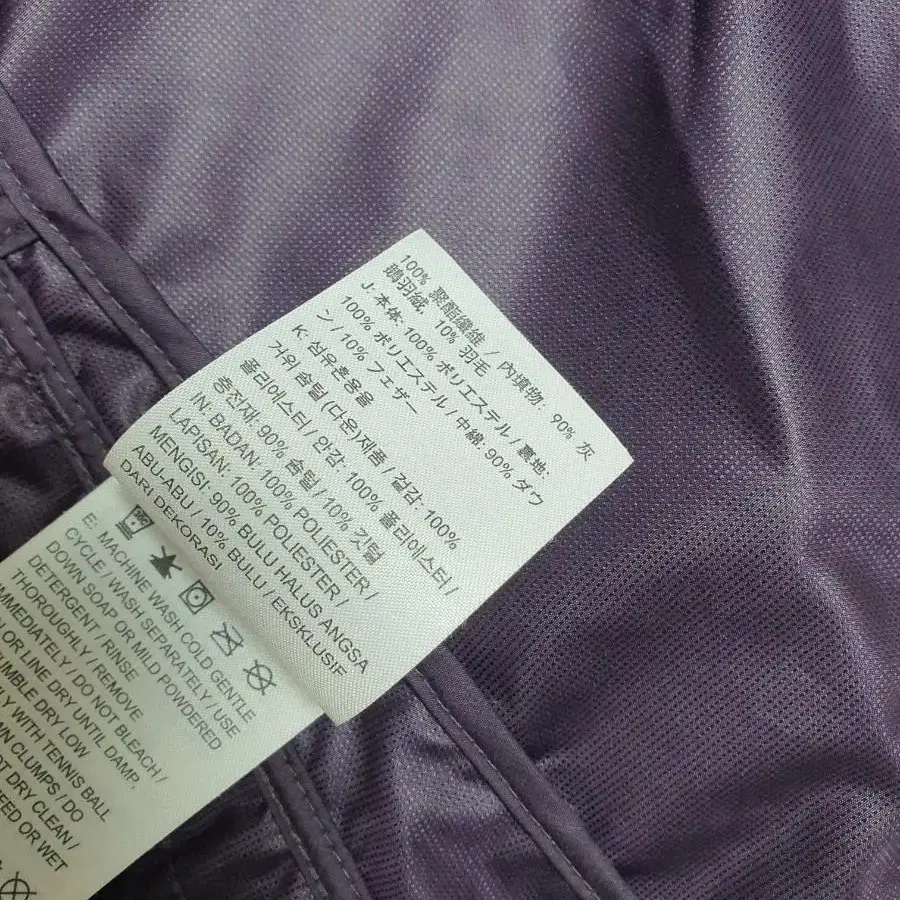 100% 聚酯纖維 / 內填物: 90% 灰
鵝羽絨, 10% 羽毛
J: 本体: 100% ポリエステル / 裏地:
100% ポリエステル / 中綿: 90% ダウ
ン / 10% フェザー
K: 섬유혼용율
거위 솜털 (다운)제품 / 겉감: 100%
폴리에스터 / 안감: 100% 폴리에스터 /
충전재: 90% 솜털 / 10% 깃털
IN: BADAN: 100% POLIESTER /
LAPISAN: 100% POLIESTER /
MENGISI: 90% BULU HALUS ANGSA
ABU-ABU / 10% BULU / EKSKLUSIF
DARI DEKORASI
E: MACHINE WASH COLD GENTLE
CYCLE / WASH SEPARATELY / USE
DOWN SOAP OR MILD POWDERED
DETERGENT / RINSE
THOROUGHLY / REMOVE
IMMEDIATELY / DO NOT BLEACH /
OR LINE DRY UNTIL DAMP,
TUMBLE DRY LOW
WITH TENNIS BALL
CLUMPS / DO
DRY CLEAN /
OR WET